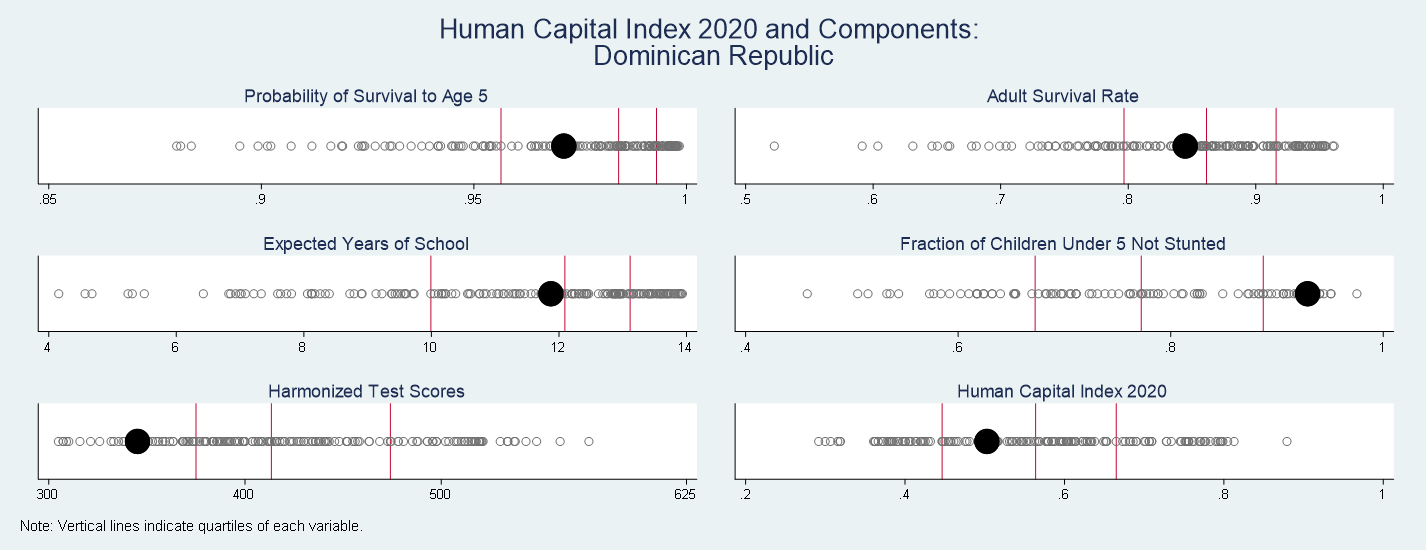 Human Capital Index 2020 and Components:
Dominican Republic
Probability of Survival to Age 5
.85 .9 .95 1
Adult Survival Rate
.5 .6 .7 .8 .9 1
Expected Years of School
4 6 8 10 12 14
Fraction of Children Under 5 Not Stunted
.4 .6 .8 1
Harmonized Test Scores
300 400 500 625
Human Capital Index 2020
.2 .4 .6 .8 1
Note: Vertical lines indicate quartiles of each variable.